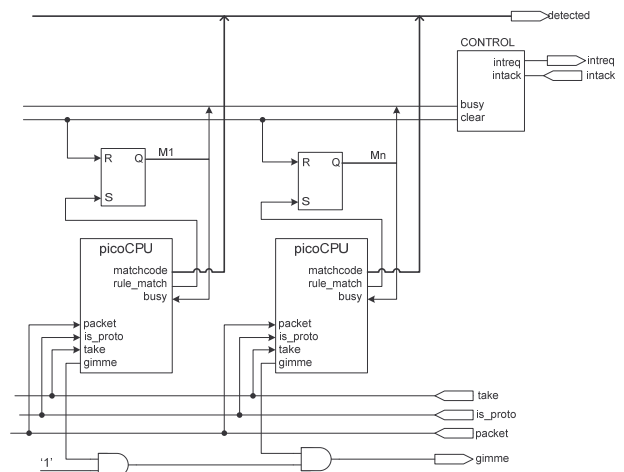 detected
CONTROL
intreq
intreq
intack
intack
busy
clear
R Q
M1
S
R Q
Mn
S
picoCPU
matchcode
rule_match
busy
packet
is_proto
take
gimme
picoCPU
matchcode
rule_match
busy
packet
is_proto
take
gimme
take
is_proto
packet
gimme
'1'